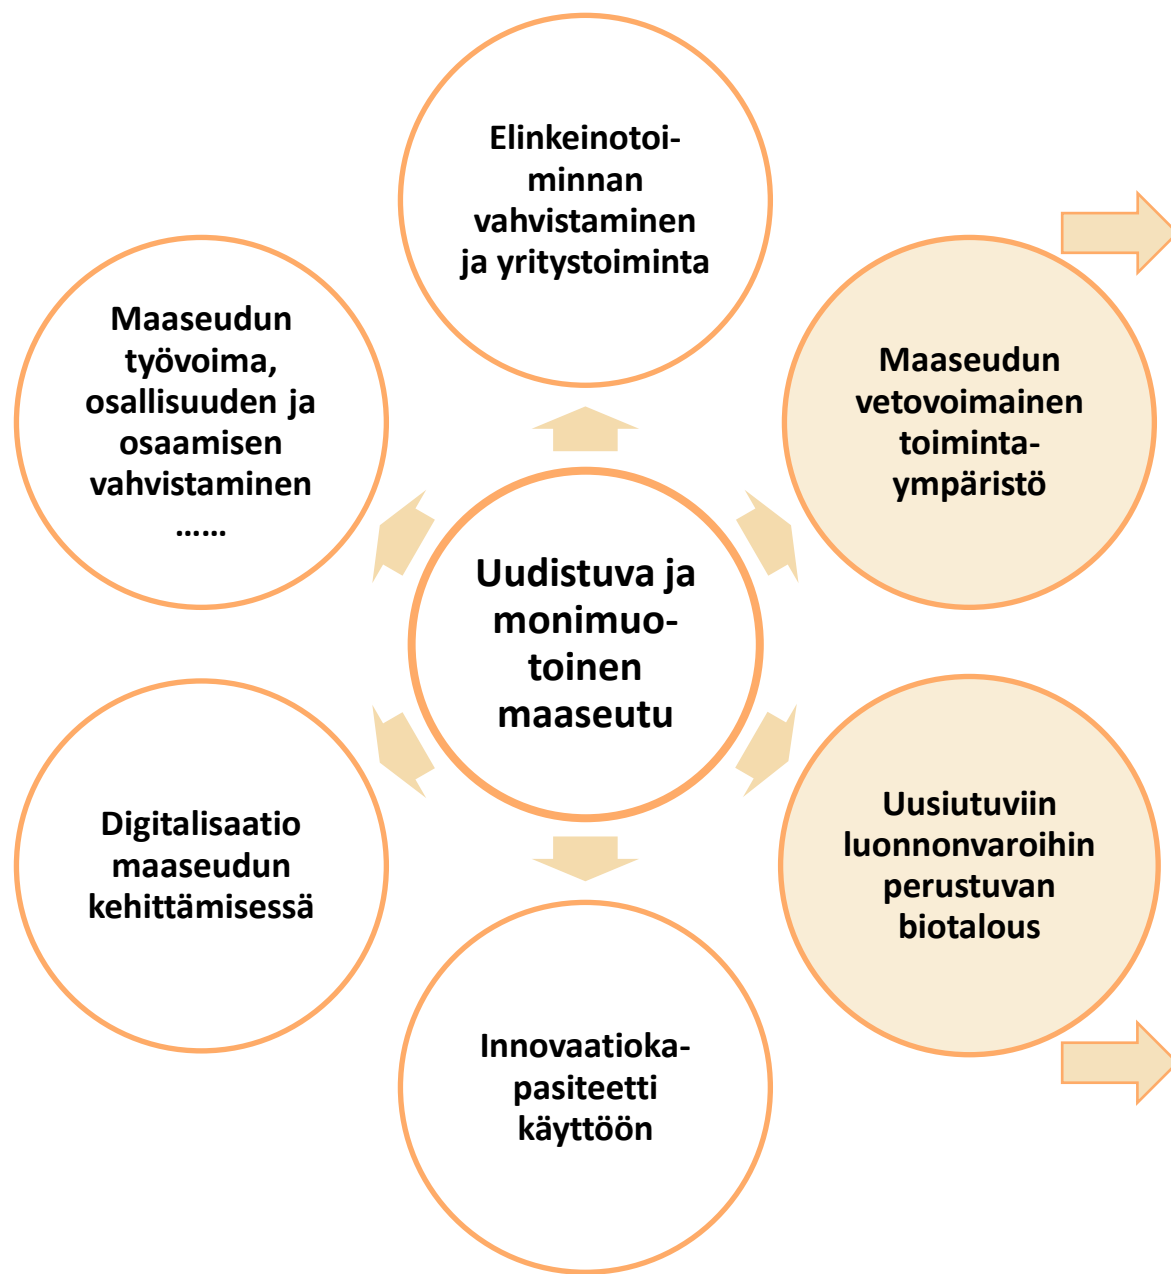 Elinkeinotoi-
minnan
vahvistaminen
ja yritystoiminta
Maaseudun
vetovoimainen
toiminta-
ympäristö
Uusiutuviin
luonnonvaroihin
perustuvan
biotalous
Innovaatioka-
pasiteetti
käyttöön
Digitalisaatio
maaseudun
kehittämisessä
Maaseudun
työvoima,
osallisuuden ja
osaamisen
vahvistaminen
......
Uudistuva ja
monimuo-
toinen
maaseutu